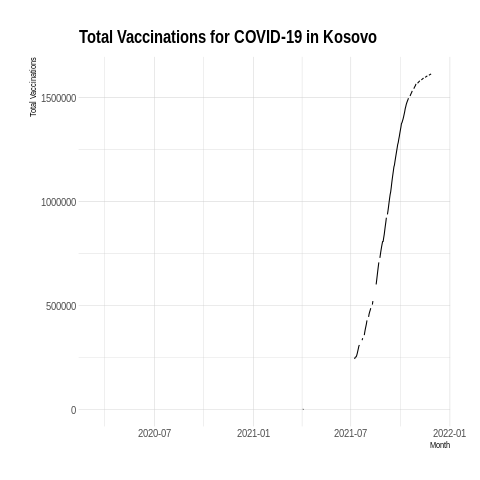 Total Vaccinations for COVID-19 in Kosovo
Total Vaccinations
1500000
1000000
500000
0
2020-07 2021-01 2021-07 2022-01
Month